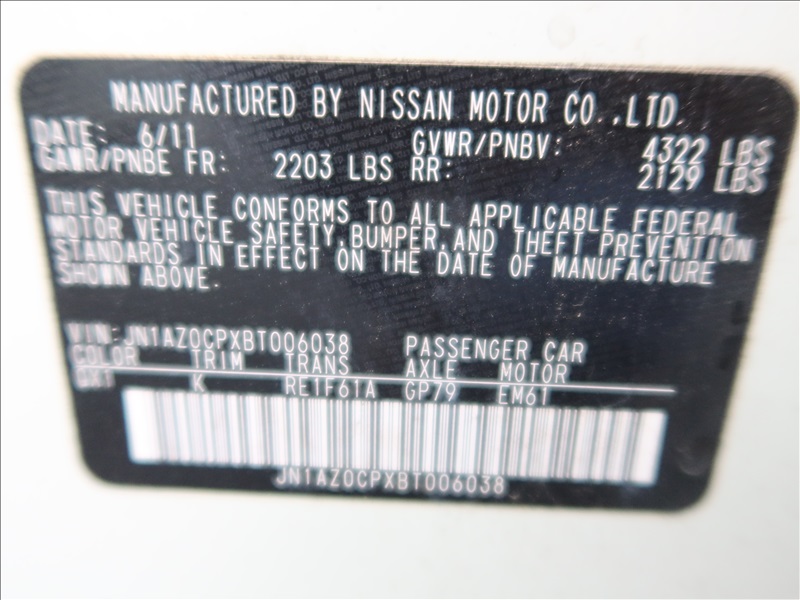 MANUFACTURED BY NISSAN MOTOR CO.,LTD.
DATE: 6/11 GVWR/PNBV: 4322 LBS
GAWR/PNBE FR: 2203 LBS RR: 2129 LBS
THIS VEHICLE CONFORMS TO ALL APPLICABLE FEDERAL
MOTOR VEHICLE SAFETY,BUMPER,AND THEFT PREVENTION
STANDARDS IN EFFECT ON THE DATE OF MANUFACTURE
SHOWN ABOVE.
VIN:JN1AZ0CPXBT006038 PASSENGER CAR
COLOR TRIM TRANS AXLE MOTOR
QX1 K RE1F61A GP79 EM61
JN1AZ0CPXBT006038